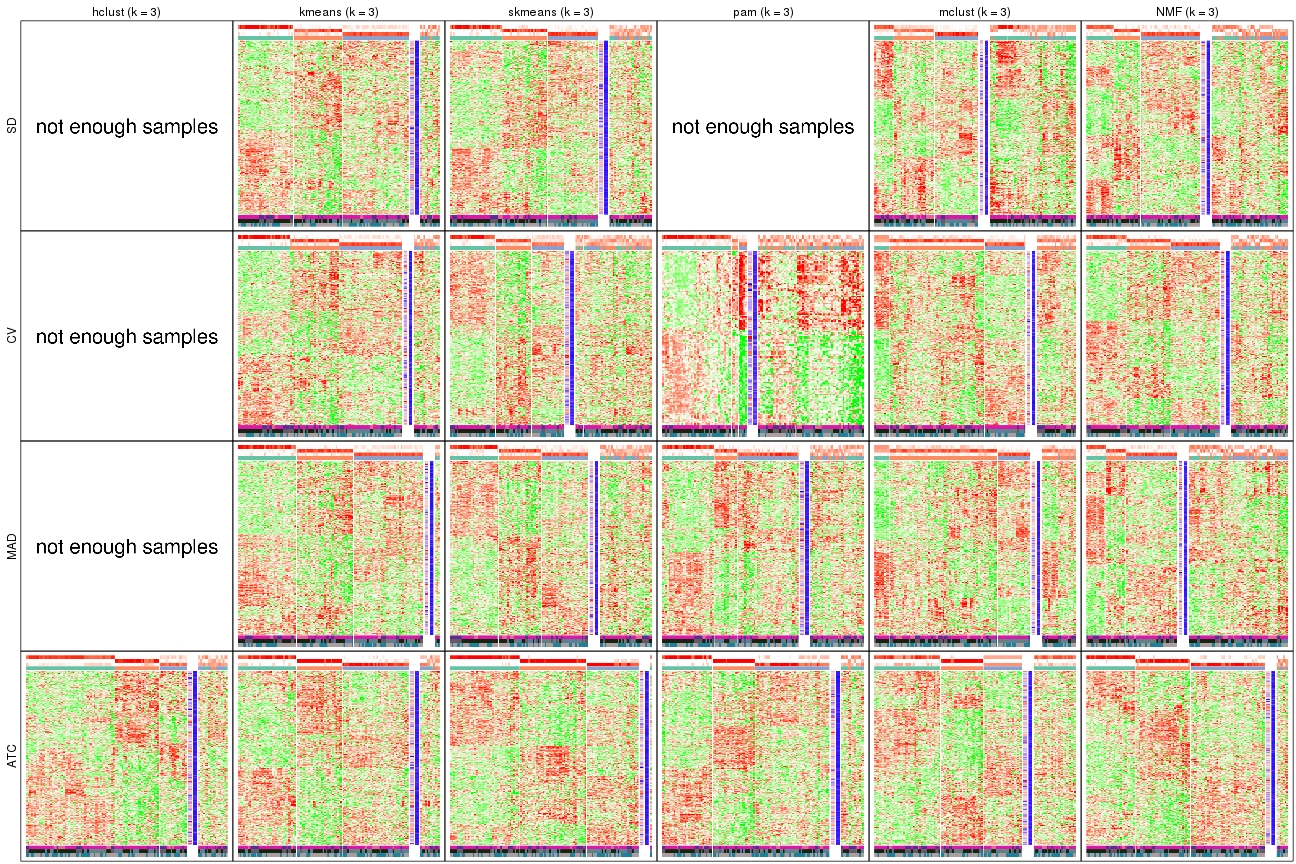 hclust (k = 3) kmeans (k = 3) skmeans (k = 3) pam (k = 3) mclust (k = 3) NMF (k = 3)
SD
not enough samples not enough samples
CV
not enough samples
MAD
not enough samples
ATC